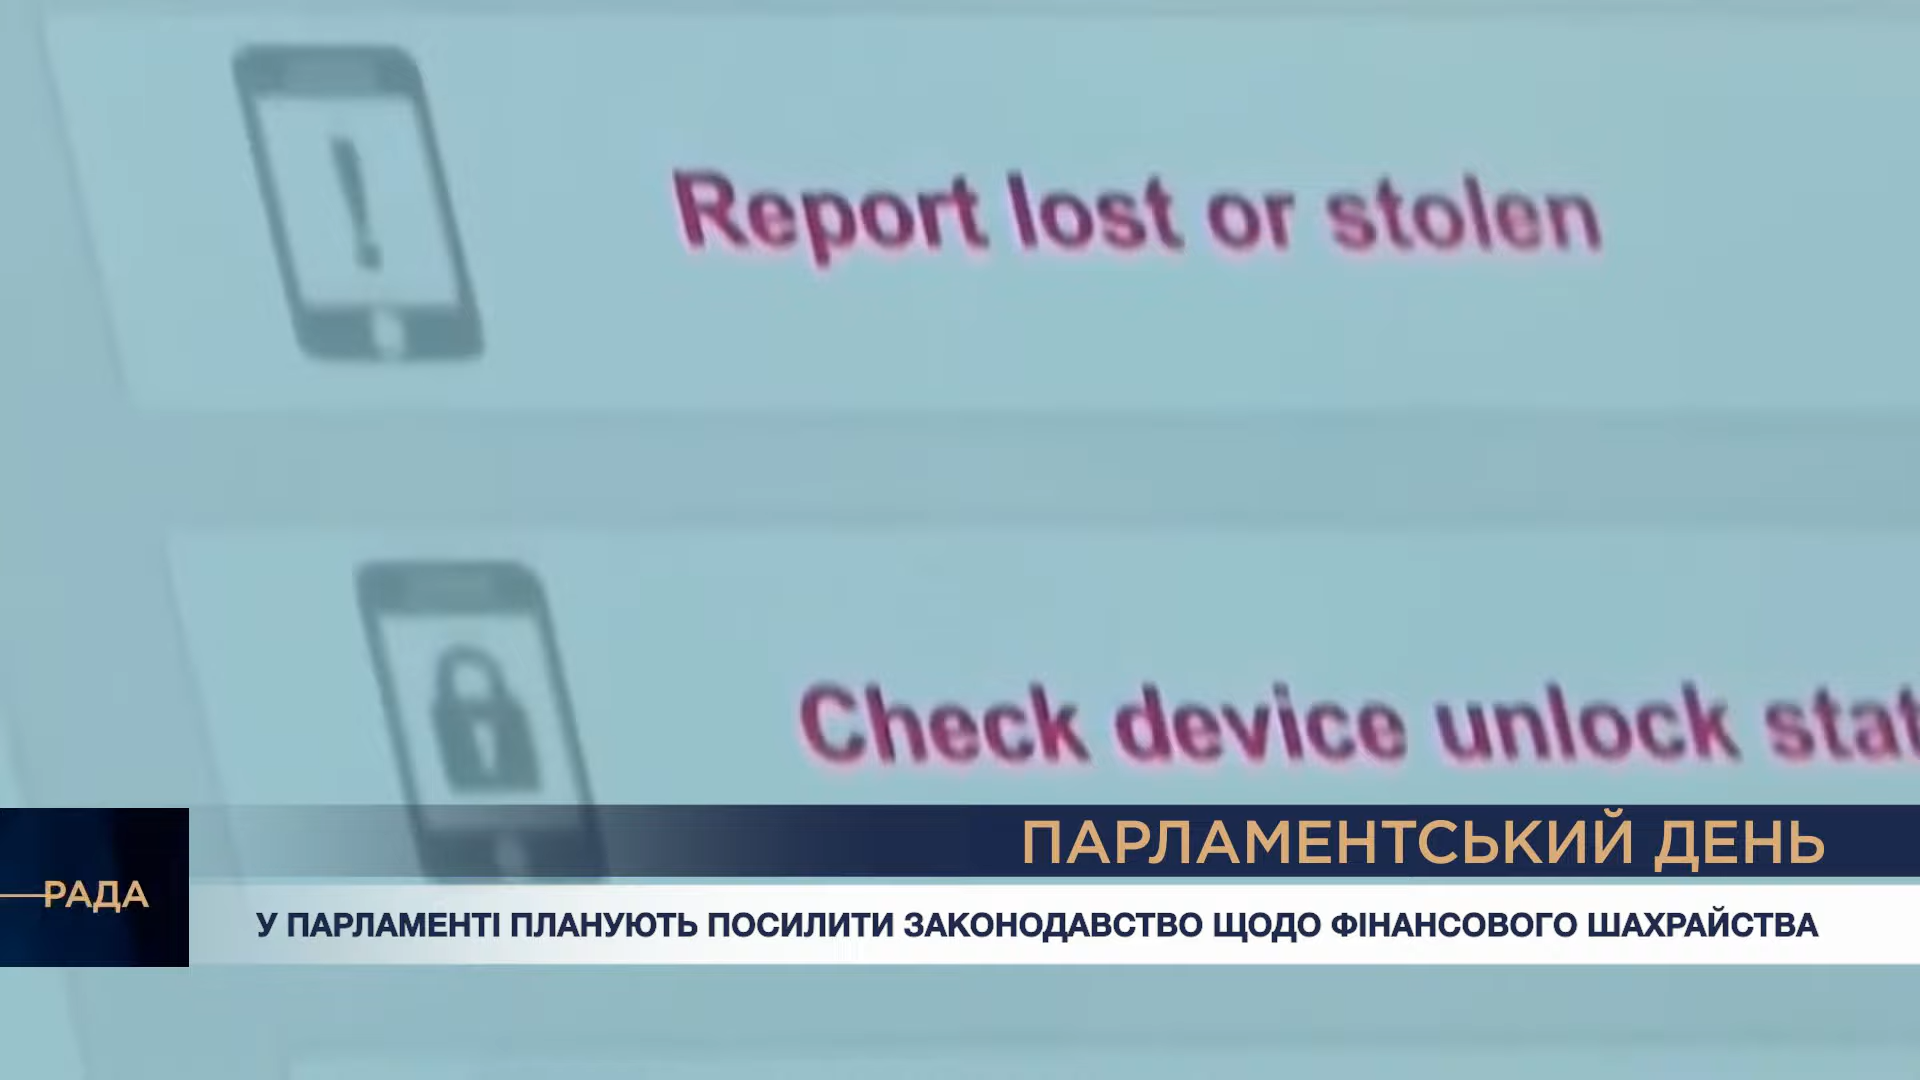 Report lost or stolen
Check device unlock stat
ПАРЛАМЕНТСЬКИЙ ДЕНЬ
РАДА
У ПАРЛАМЕНТІ ПЛАНУЮТЬ ПОСИЛИТИ ЗАКОНОДАВСТВО ЩОДО ФІНАНСОВОГО ШАХРАЙСТВА